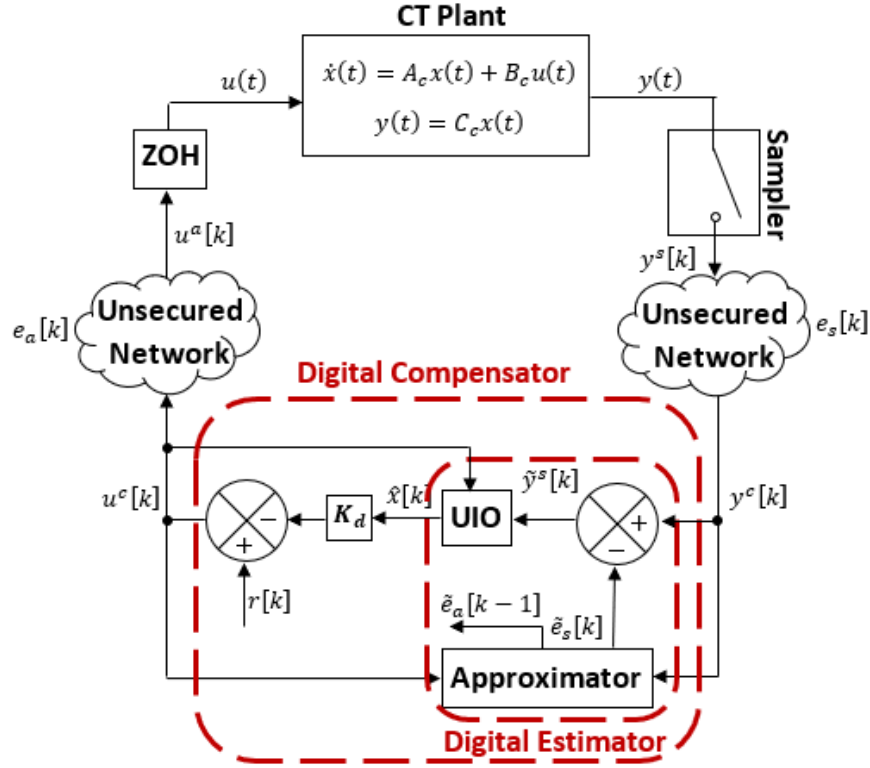 CT Plant
ẋ(t) = A_c x(t) + B_c u(t)
y(t) = C_c x(t)
u(t)
y(t)
ZOH
Sampler
u^a[k]
y^s[k]
Unsecured
Network
e_a[k]
Unsecured
Network
e_s[k]
Digital Compensator
u^c[k]
x̂[k]
ỹ^s[k]
y^c[k]
K_d
UIO
−
+
+
−
r[k]
ẽ_a[k − 1]
ẽ_s[k]
Approximator
Digital Estimator